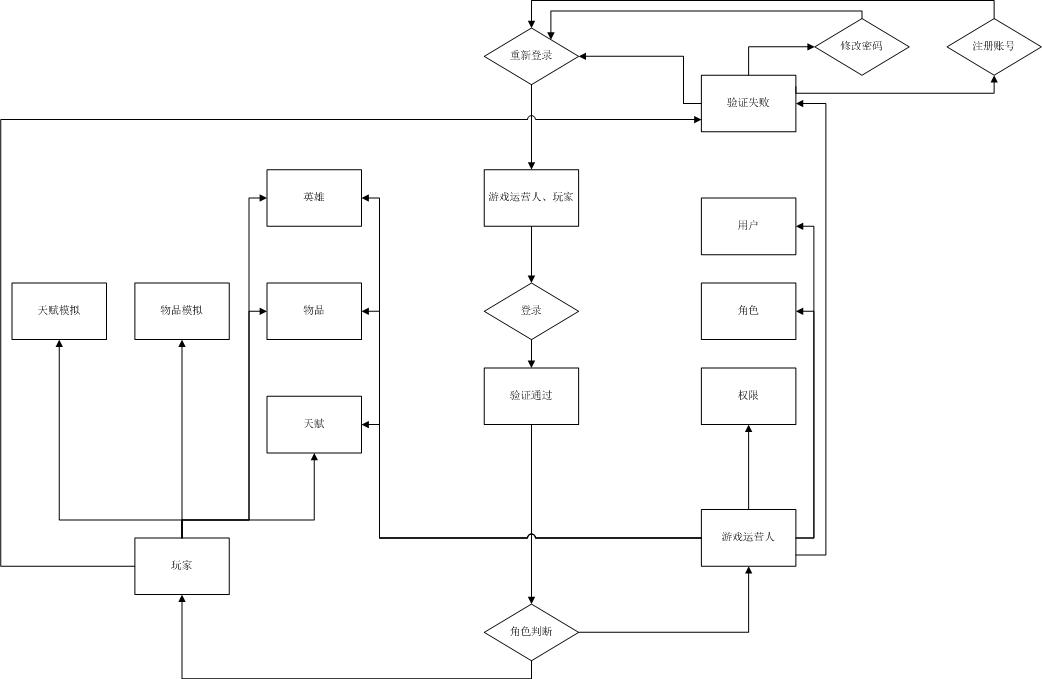 重新登录
修改密码
注册账号
验证失败
英雄
游戏运营人、玩家
用户
天赋模拟
物品模拟
物品
登录
角色
天赋
验证通过
权限
玩家
游戏运营人
角色判断